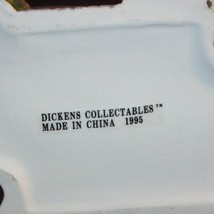 DICKENS COLLECTABLES™
MADE IN CHINA 1995